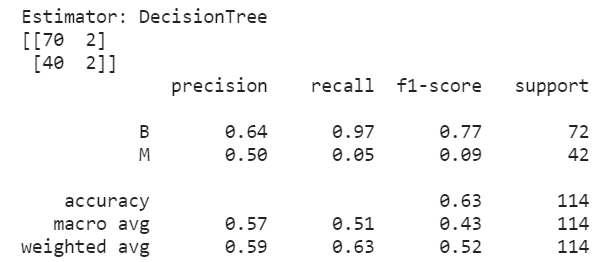 Estimator: DecisionTree
[[70  2]
 [40  2]]
              precision    recall  f1-score   support

           B       0.64      0.97      0.77        72
           M       0.50      0.05      0.09        42

    accuracy                           0.63       114
   macro avg       0.57      0.51      0.43       114
weighted avg       0.59      0.63      0.52       114